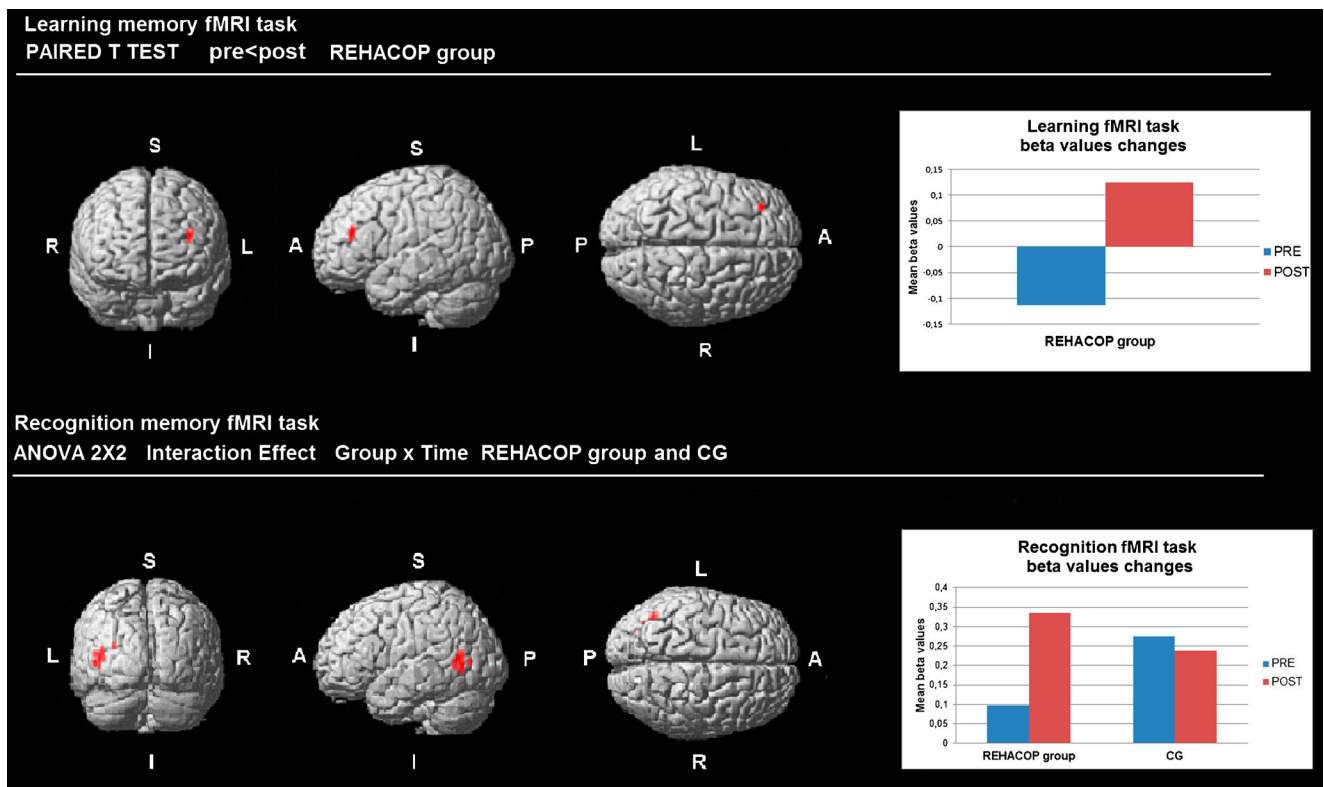 Learning memory fMRI task
PAIRED T TEST pre<post REHACOP group
S
R
L
I
S
A
P
I
L
P
A
R
Learning fMRI task
beta values changes
Mean beta values
0,15
0,1
0,05
0
-0,05
-0,1
-0,15
REHACOP group
PRE
POST
Recognition memory fMRI task
ANOVA 2X2 Interaction Effect Group x Time REHACOP group and CG
S
L
R
I
S
A
P
I
L
P
A
R
Recognition fMRI task
beta values changes
Mean beta values
0,4
0,35
0,3
0,25
0,2
0,15
0,1
0,05
0
REHACOP group
CG
PRE
POST